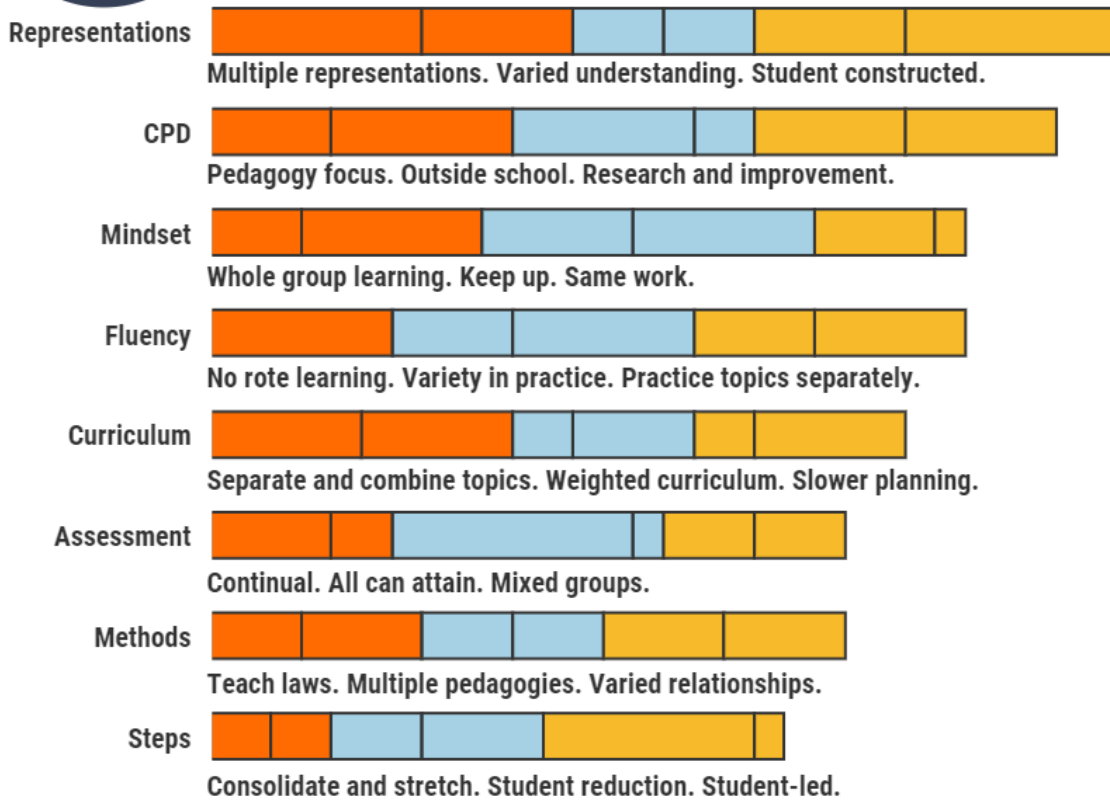 Representations
Multiple representations. Varied understanding. Student constructed.
CPD
Pedagogy focus. Outside school. Research and improvement.
Mindset
Whole group learning. Keep up. Same work.
Fluency
No rote learning. Variety in practice. Practice topics separately.
Curriculum
Separate and combine topics. Weighted curriculum. Slower planning.
Assessment
Continual. All can attain. Mixed groups.
Methods
Teach laws. Multiple pedagogies. Varied relationships.
Steps
Consolidate and stretch. Student reduction. Student-led.